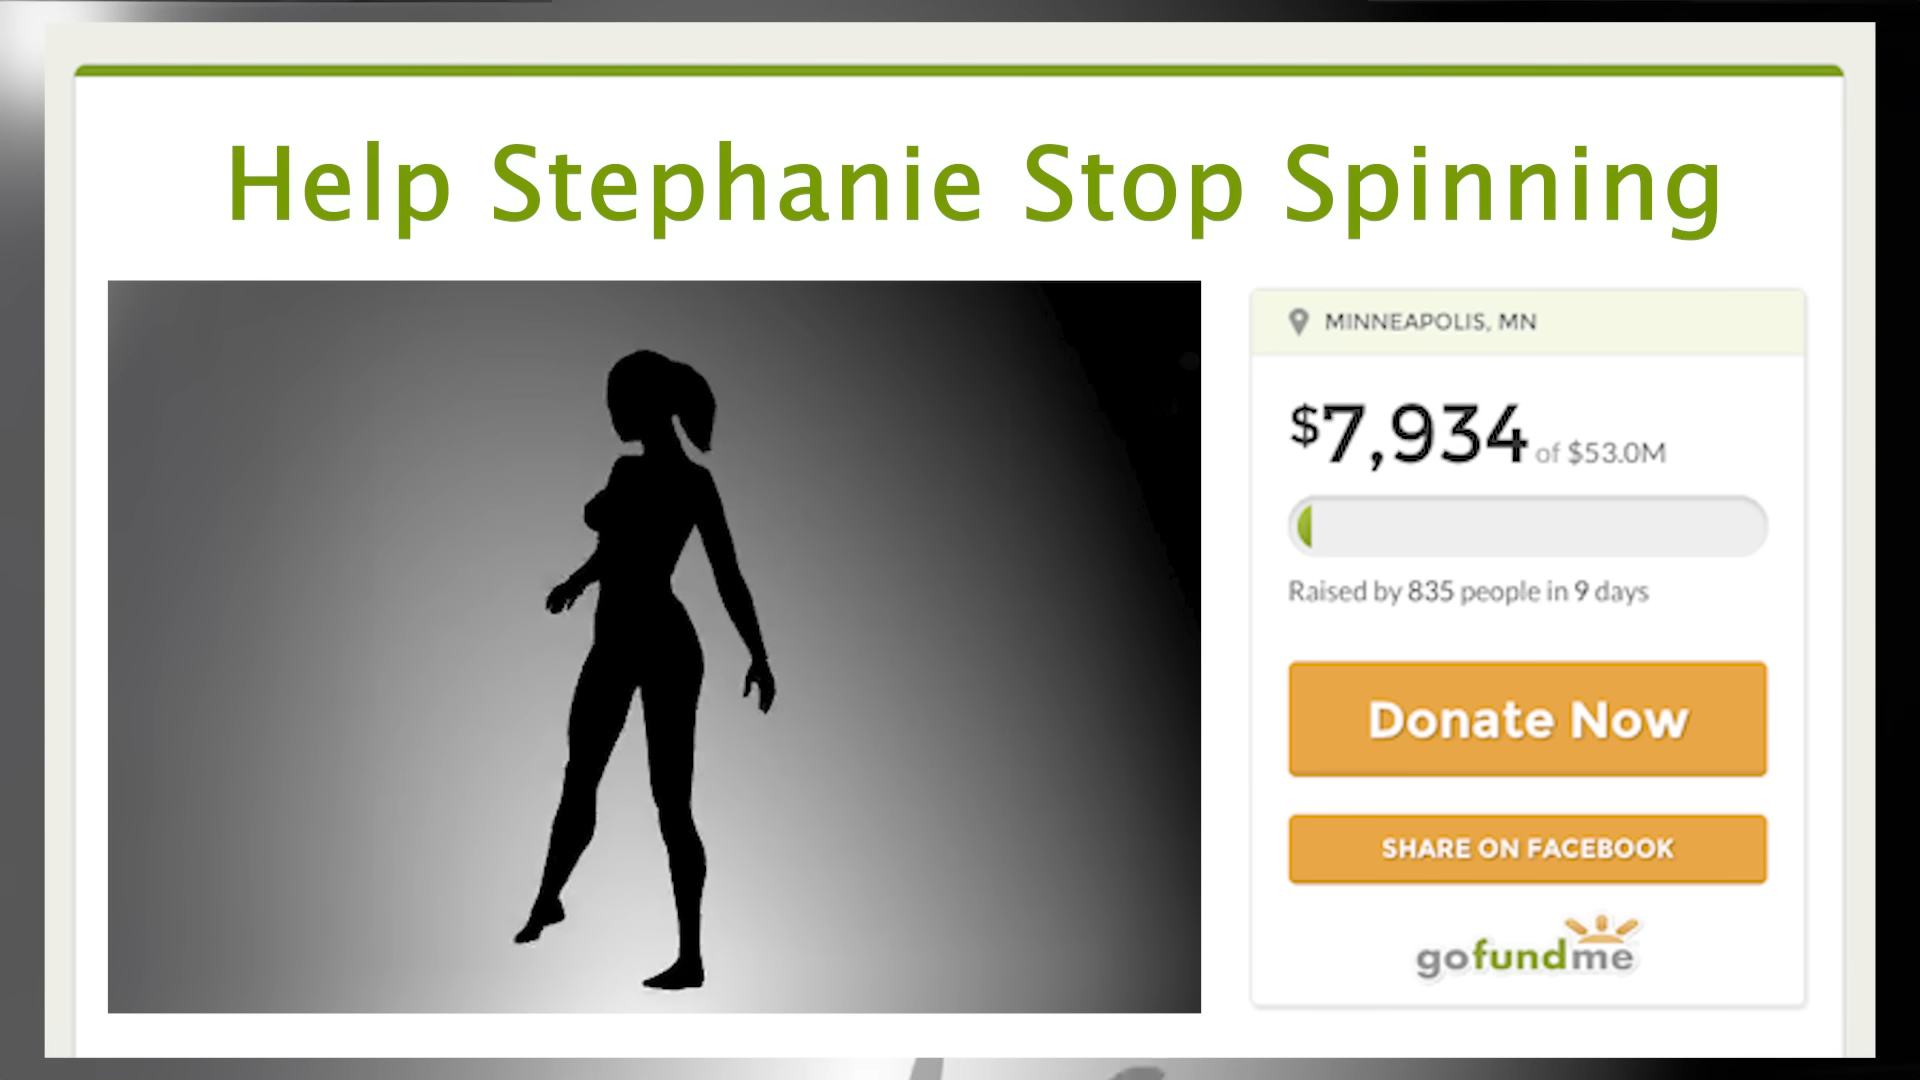 Help Stephanie Stop Spinning
MINNEAPOLIS, MN
$7,934 of $53.0M
Raised by 835 people in 9 days
Donate Now
SHARE ON FACEBOOK
gofundme